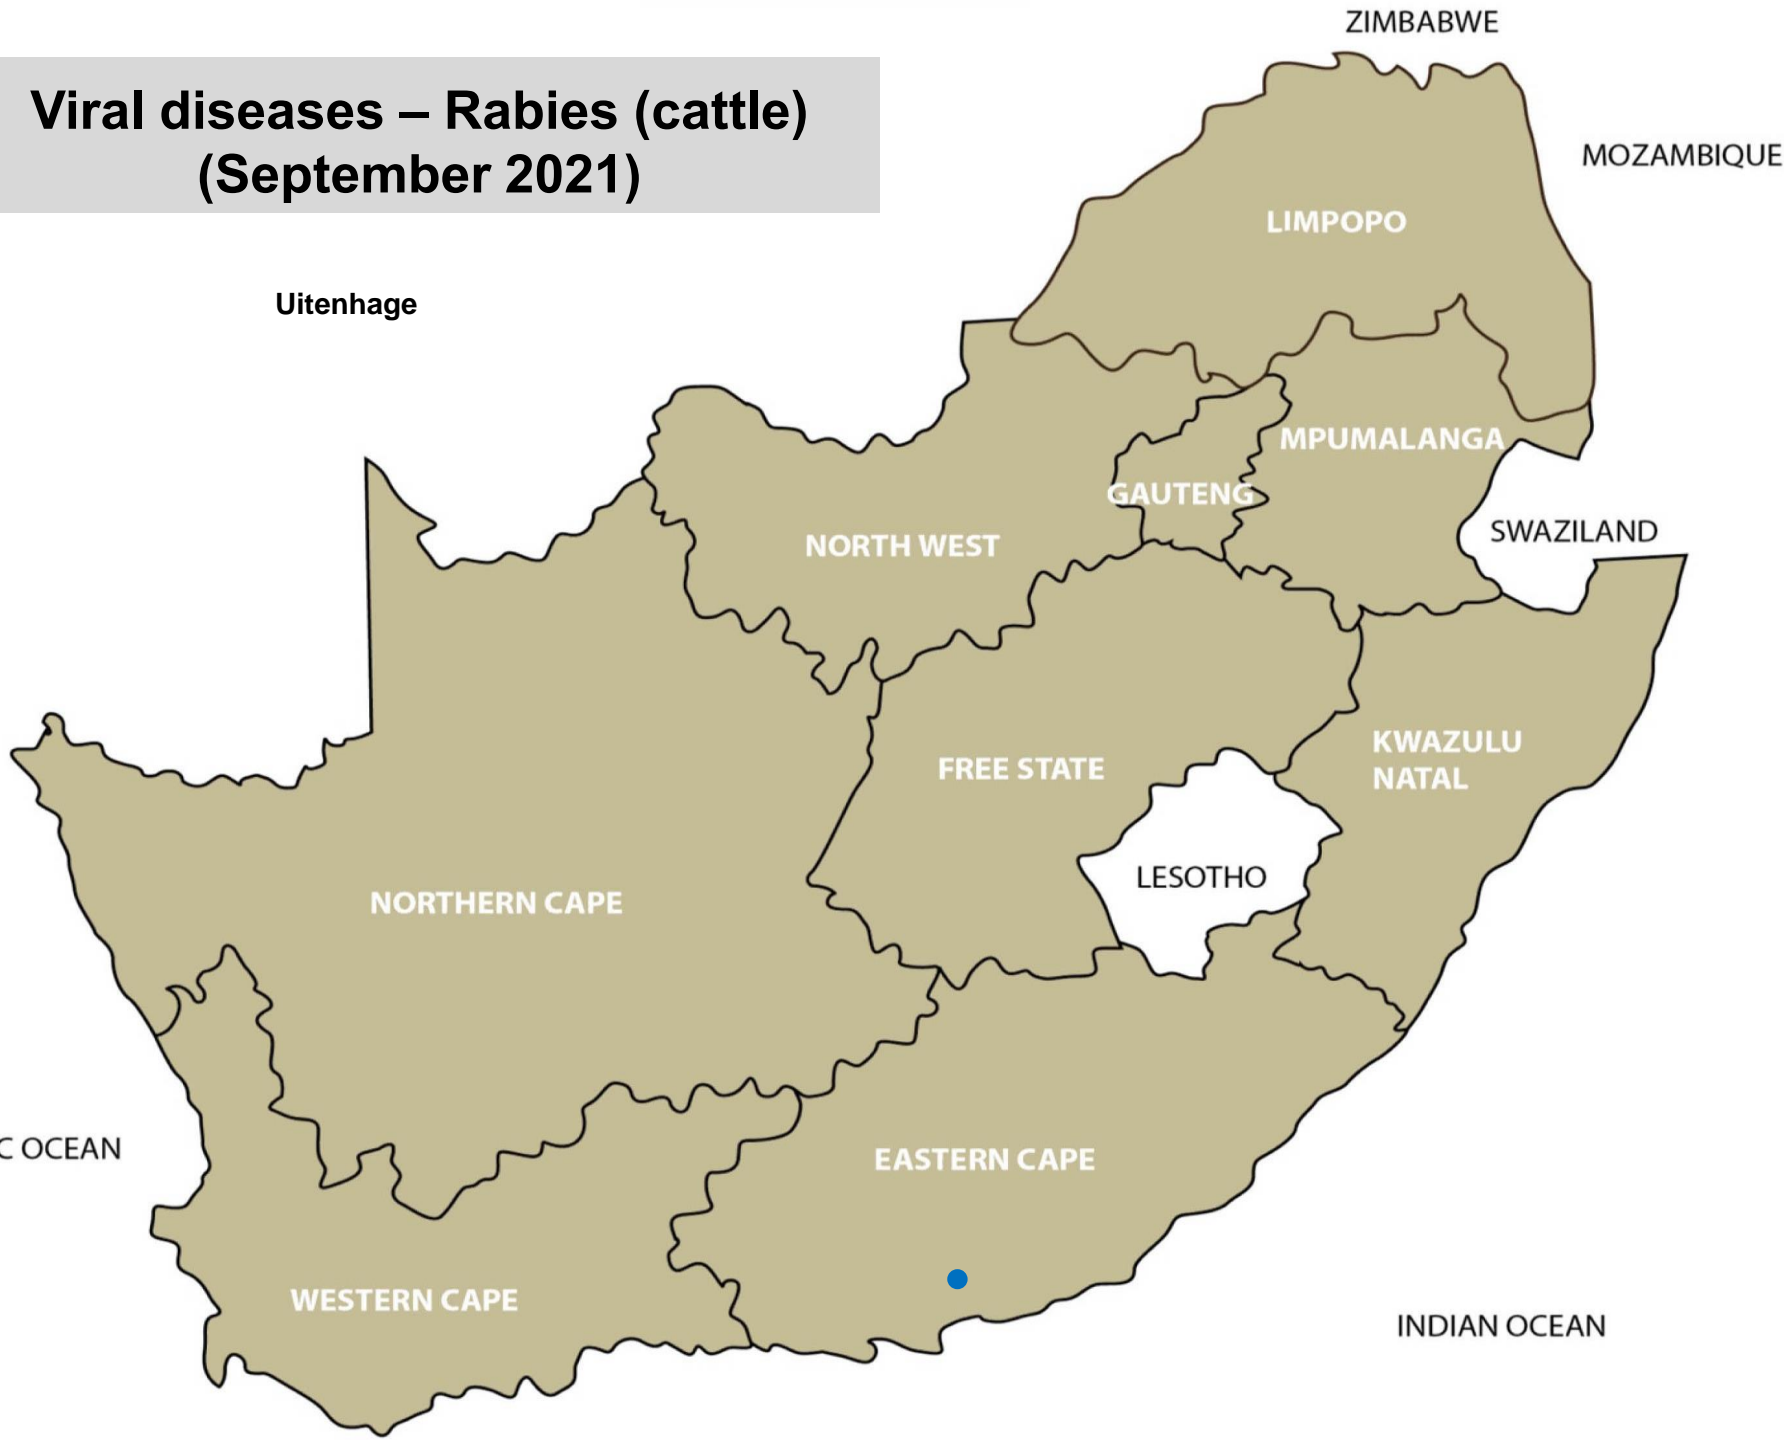 ZIMBABWE
Viral diseases – Rabies (cattle)
(September 2021)
MOZAMBIQUE
LIMPOPO
Uitenhage
MPUMALANGA
GAUTENG
SWAZILAND
NORTH WEST
KWAZULU
NATAL
FREE STATE
LESOTHO
NORTHERN CAPE
C OCEAN
EASTERN CAPE
WESTERN CAPE
INDIAN OCEAN